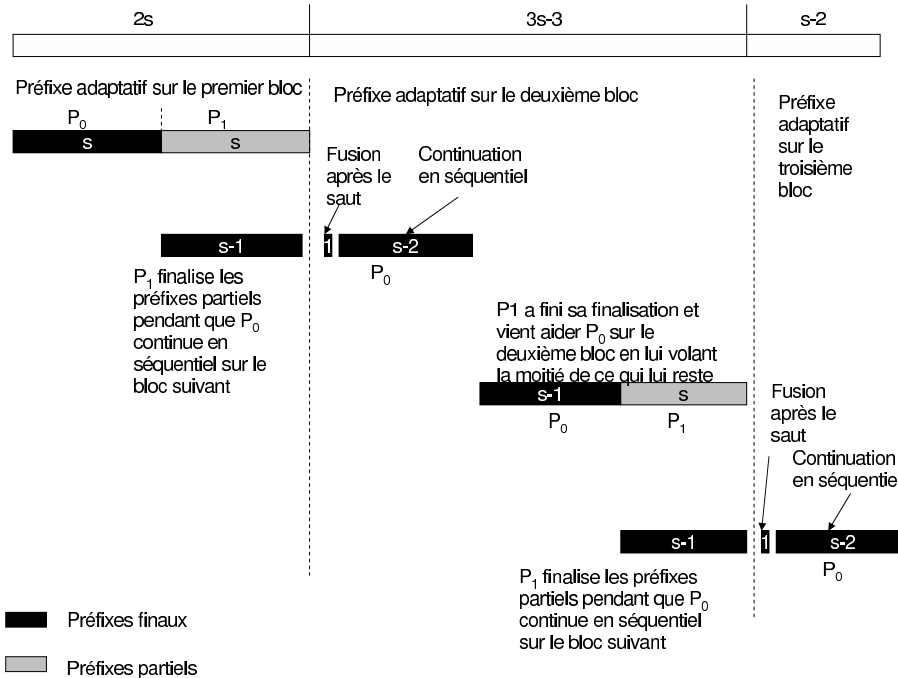 2s
3s-3
s-2
Préfixe adaptatif sur le premier bloc
Préfixe adaptatif sur le deuxième bloc
Préfixe
adaptatif
sur le
troisième
bloc
P0
P1
s
s
Fusion
après le
saut
Continuation
en séquentiel
s-1
1
s-2
P0
P1 finalise les
préfixes partiels
pendant que P0
continue en
séquentiel sur le
bloc suivant
P1 a fini sa finalisation et
vient aider P0 sur le
deuxième bloc en lui volant
la moitié de ce qui lui reste
s-1
s
P0
P1
Fusion
après le
saut
Continuation
en séquentie
s-1
1
s-2
P0
P1 finalise les préfixes
partiels pendant que P0
continue en séquentiel
sur le bloc suivant
Préfixes finaux
Préfixes partiels